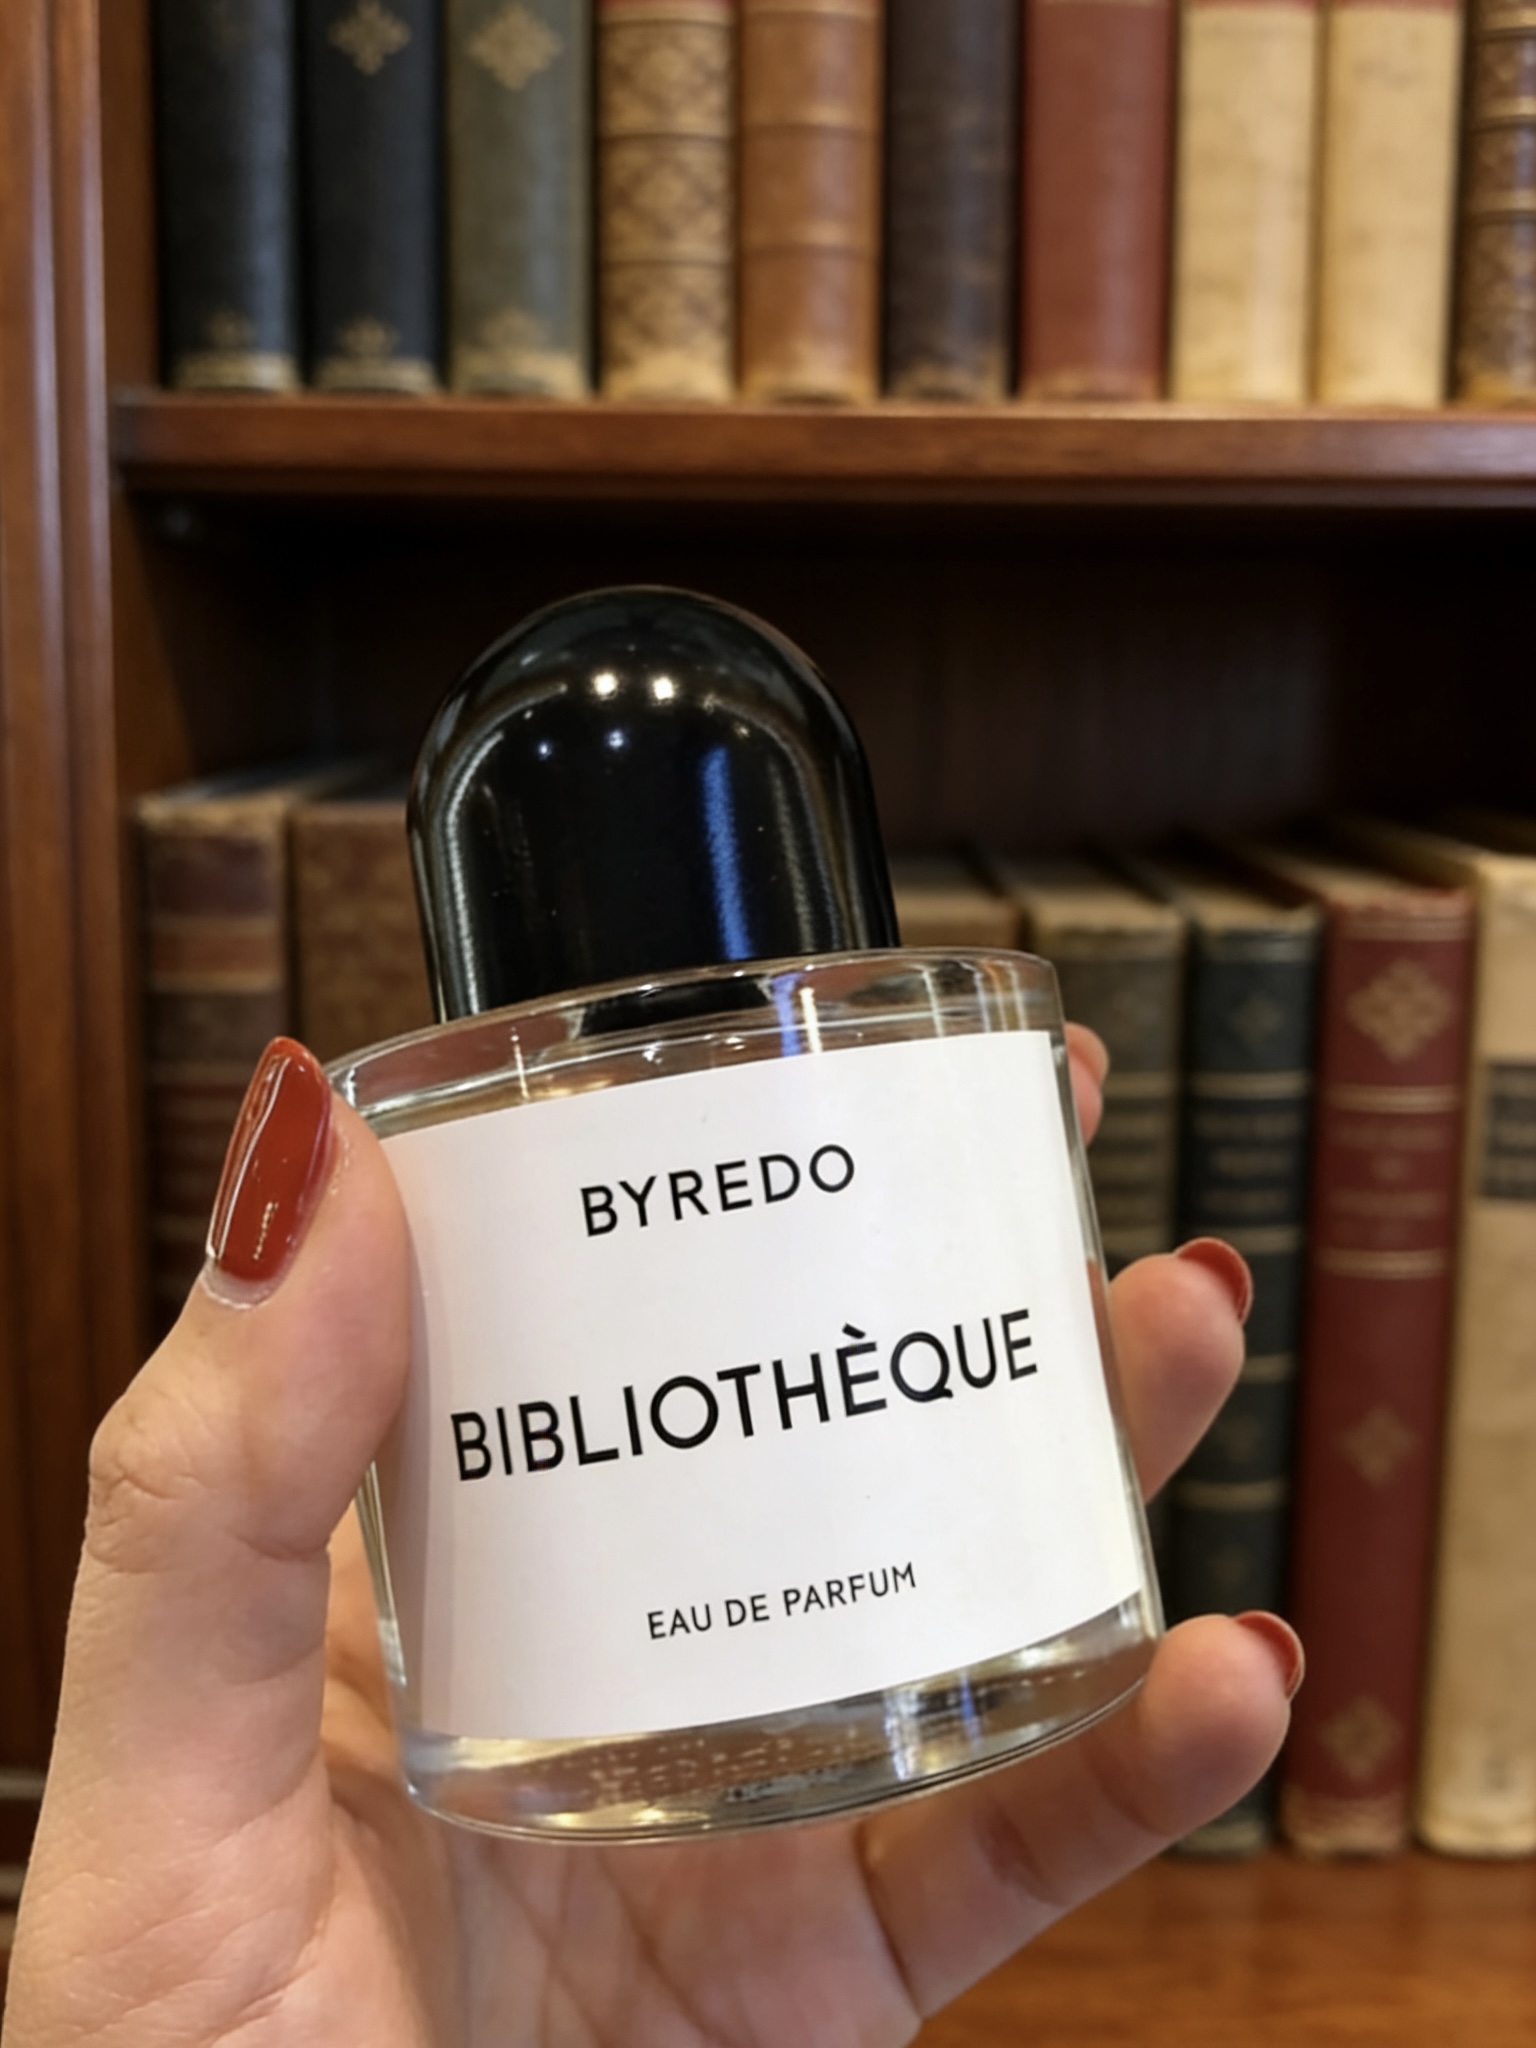 BYREDO
BIBLIOTHÈQUE
EAU DE PARFUM